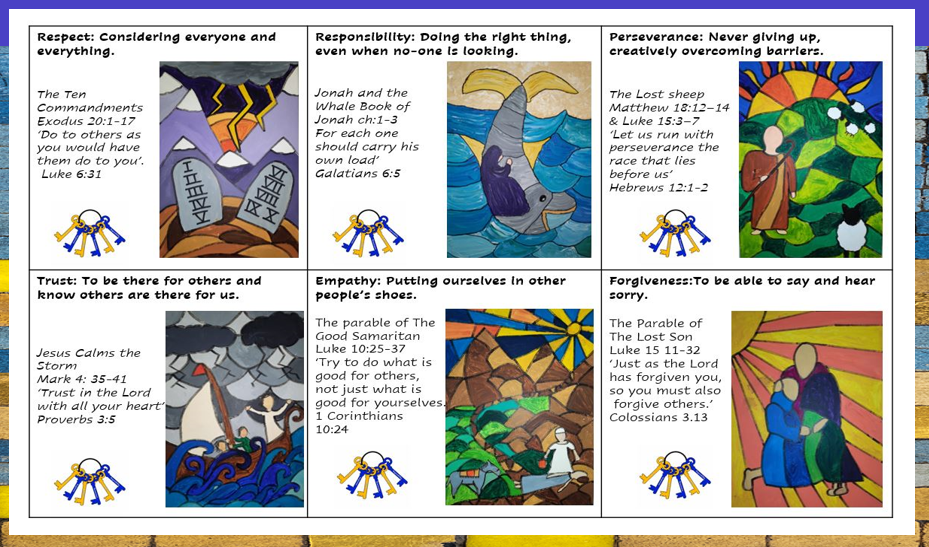 Respect: Considering everyone and
everything.
The Ten
Commandments
Exodus 20:1-17
‘Do to others as
you would have
them do to you’.
Luke 6:31
I
II
III
IV
V
VI
VII
VIII
IX X
Responsibility: Doing the right thing,
even when no-one is looking.
Jonah and the
Whale Book of
Jonah ch:1-3
For each one
should carry his
own load’
Galatians 6:5
Perseverance: Never giving up,
creatively overcoming barriers.
The Lost sheep
Matthew 18:12–14
& Luke 15:3–7
‘Let us run with
perseverance the
race that lies
before us’
Hebrews 12:1-2
Trust: To be there for others and
know others are there for us.
Jesus Calms the
Storm
Mark 4: 35-41
‘Trust in the Lord
with all your heart’
Proverbs 3:5
Empathy: Putting ourselves in other
people’s shoes.
The parable of The
Good Samaritan
Luke 10:25-37
‘Try to do what is
good for others,
not just what is
good for yourselves.
1 Corinthians
10:24
Forgiveness:To be able to say and hear
sorry.
The Parable of
The Lost Son
Luke 15 11-32
‘Just as the Lord
has forgiven you,
so you must also
forgive others.’
Colossians 3.13